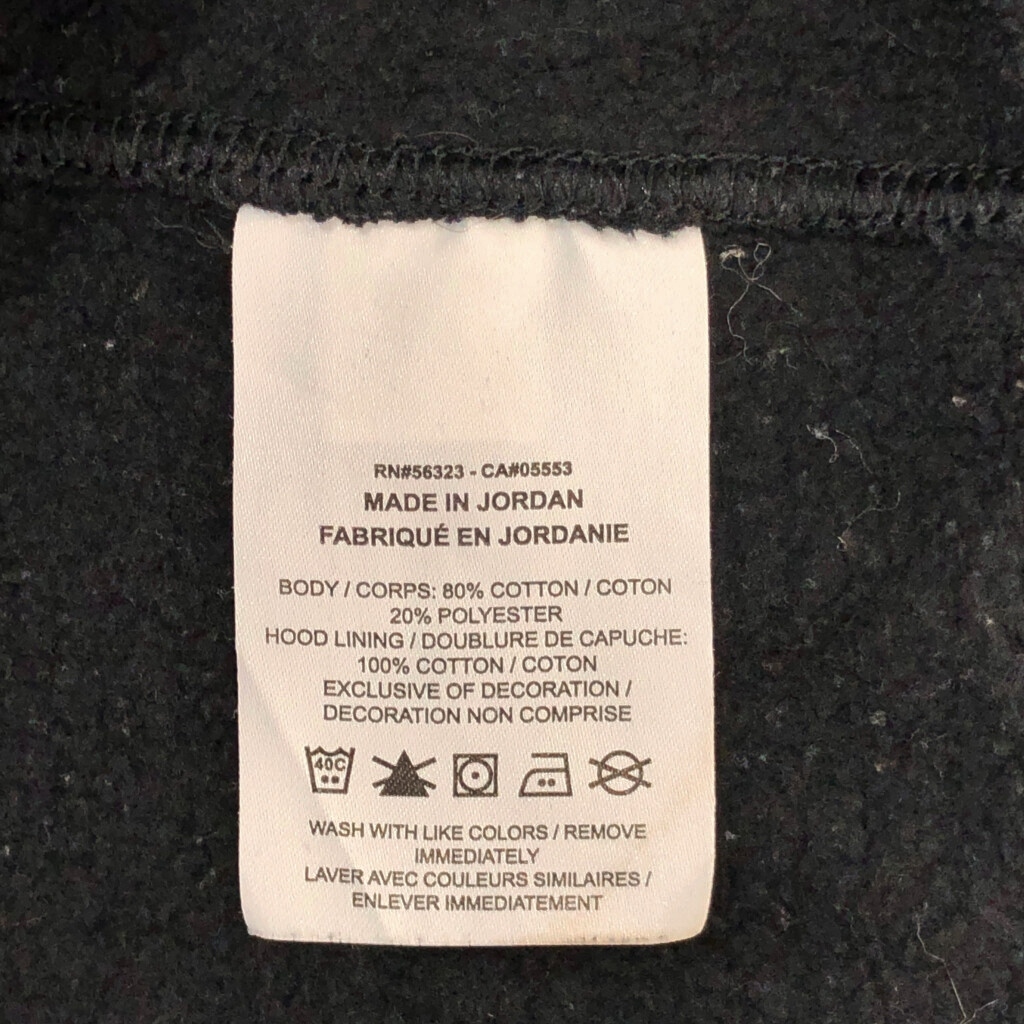 RN#56323 - CA#05553
MADE IN JORDAN
FABRIQUÉ EN JORDANIE
BODY / CORPS: 80% COTTON / COTON
20% POLYESTER
HOOD LINING / DOUBLURE DE CAPUCHE:
100% COTTON / COTON
EXCLUSIVE OF DECORATION /
DECORATION NON COMPRISE
40C
WASH WITH LIKE COLORS / REMOVE
IMMEDIATELY
LAVER AVEC COULEURS SIMILAIRES /
ENLEVER IMMEDIATEMENT